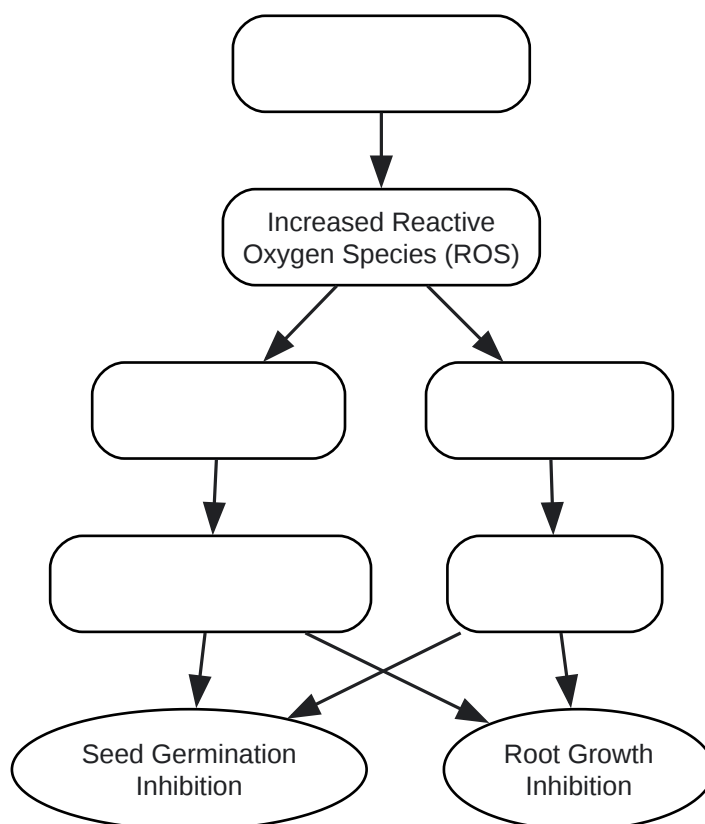 Increased Reactive
Oxygen Species (ROS)
Seed Germination
Inhibition
Root Growth
Inhibition